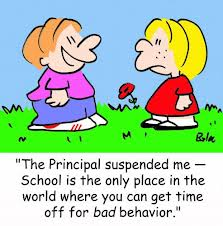 Bolen
"The Principal suspended me —
School is the only place in the
world where you can get time
off for bad behavior."